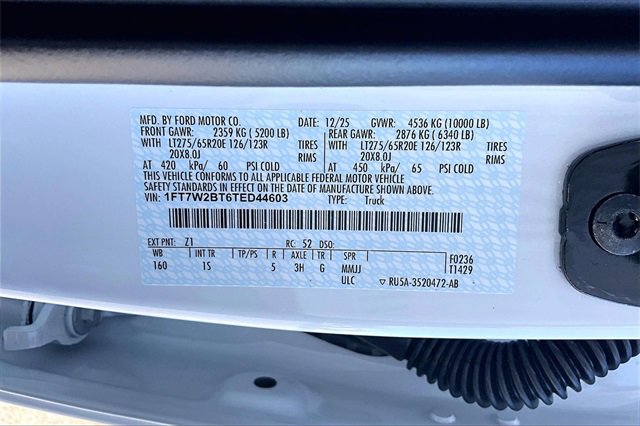 MFD. BY FORD MOTOR CO. 12/25 GVWR: 4536 KG (10000 LB)
FRONT GAWR: 2359 KG ( 5200 LB) REAR GAWR: 2876 KG ( 6340 LB)
WITH LT275/65R20E 126/123R TIRES WITH LT275/65R20E 126/123R TIRES
20X8.0J RIMS 20X8.0J RIMS
AT 420 kPa/ 60 PSI COLD AT 450 kPa/ 65 PSI COLD
THIS VEHICLE CONFORMS TO ALL APPLICABLE FEDERAL MOTOR VEHICLE
SAFETY STANDARDS IN EFFECT ON THE DATE OF MANUFACTURE SHOWN ABOVE.
VIN: 1FT7W2BT6TED44603 TYPE: Truck
EXT PNT: Z1 RC: 52 DSO: F0236
WB INT TR TP/PS R AXLE TR SPR T1429
160 1S 5 3H G MMJJ
ULC ▽ RU5A-3520472-AB